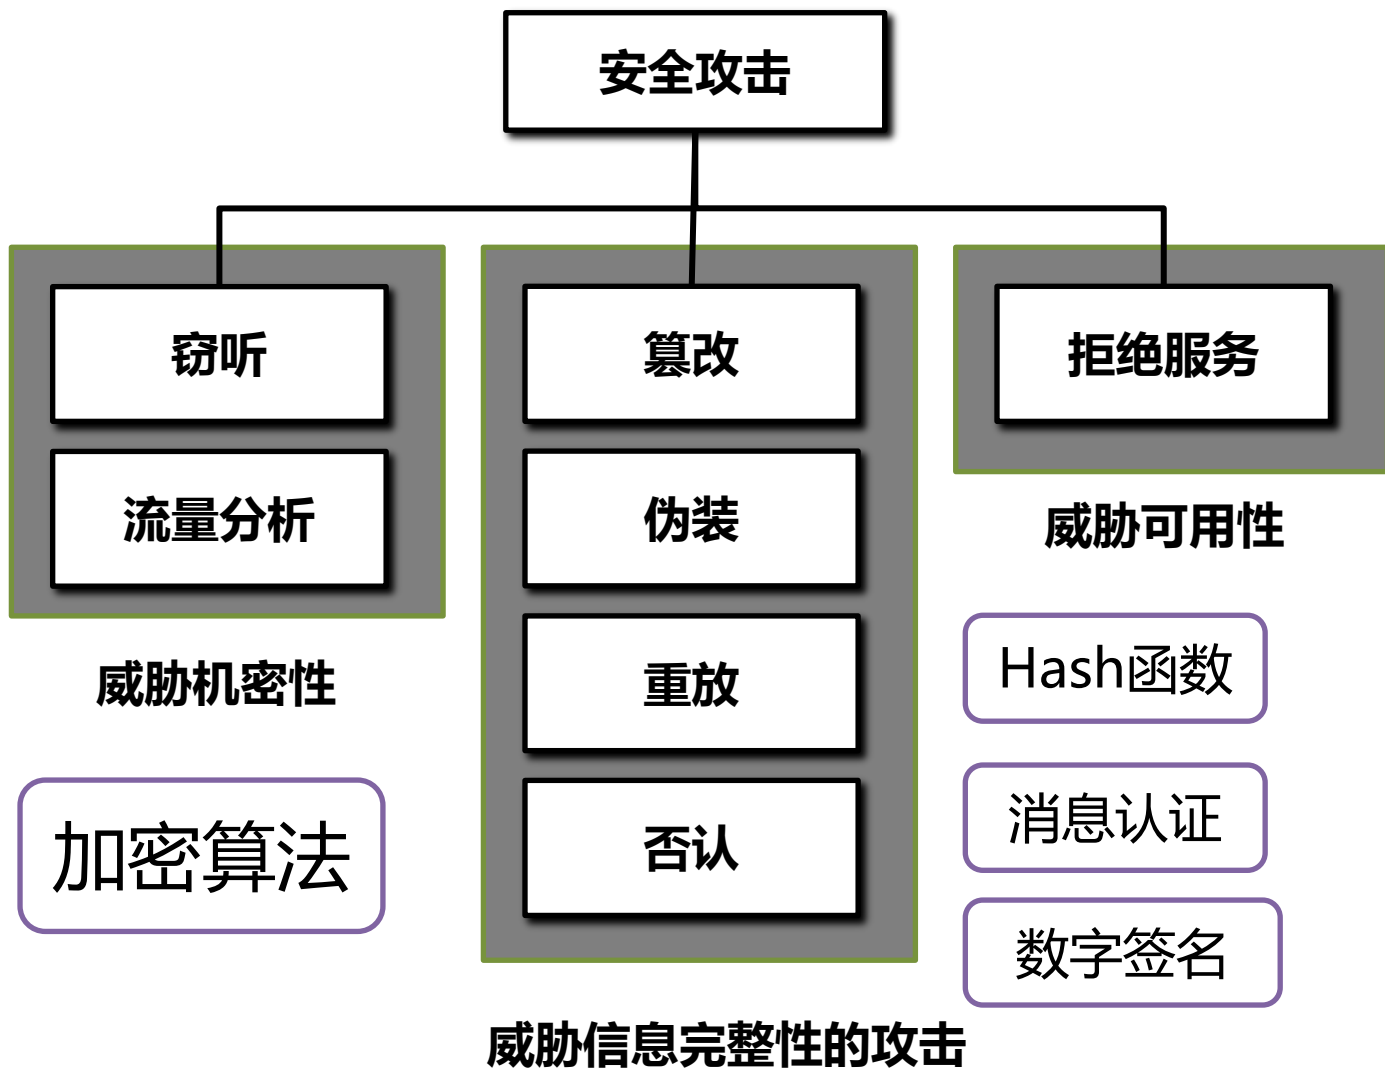 安全攻击
窃听
流量分析
威胁机密性
加密算法
篡改
伪装
重放
否认
威胁信息完整性的攻击
拒绝服务
威胁可用性
Hash函数
消息认证
数字签名